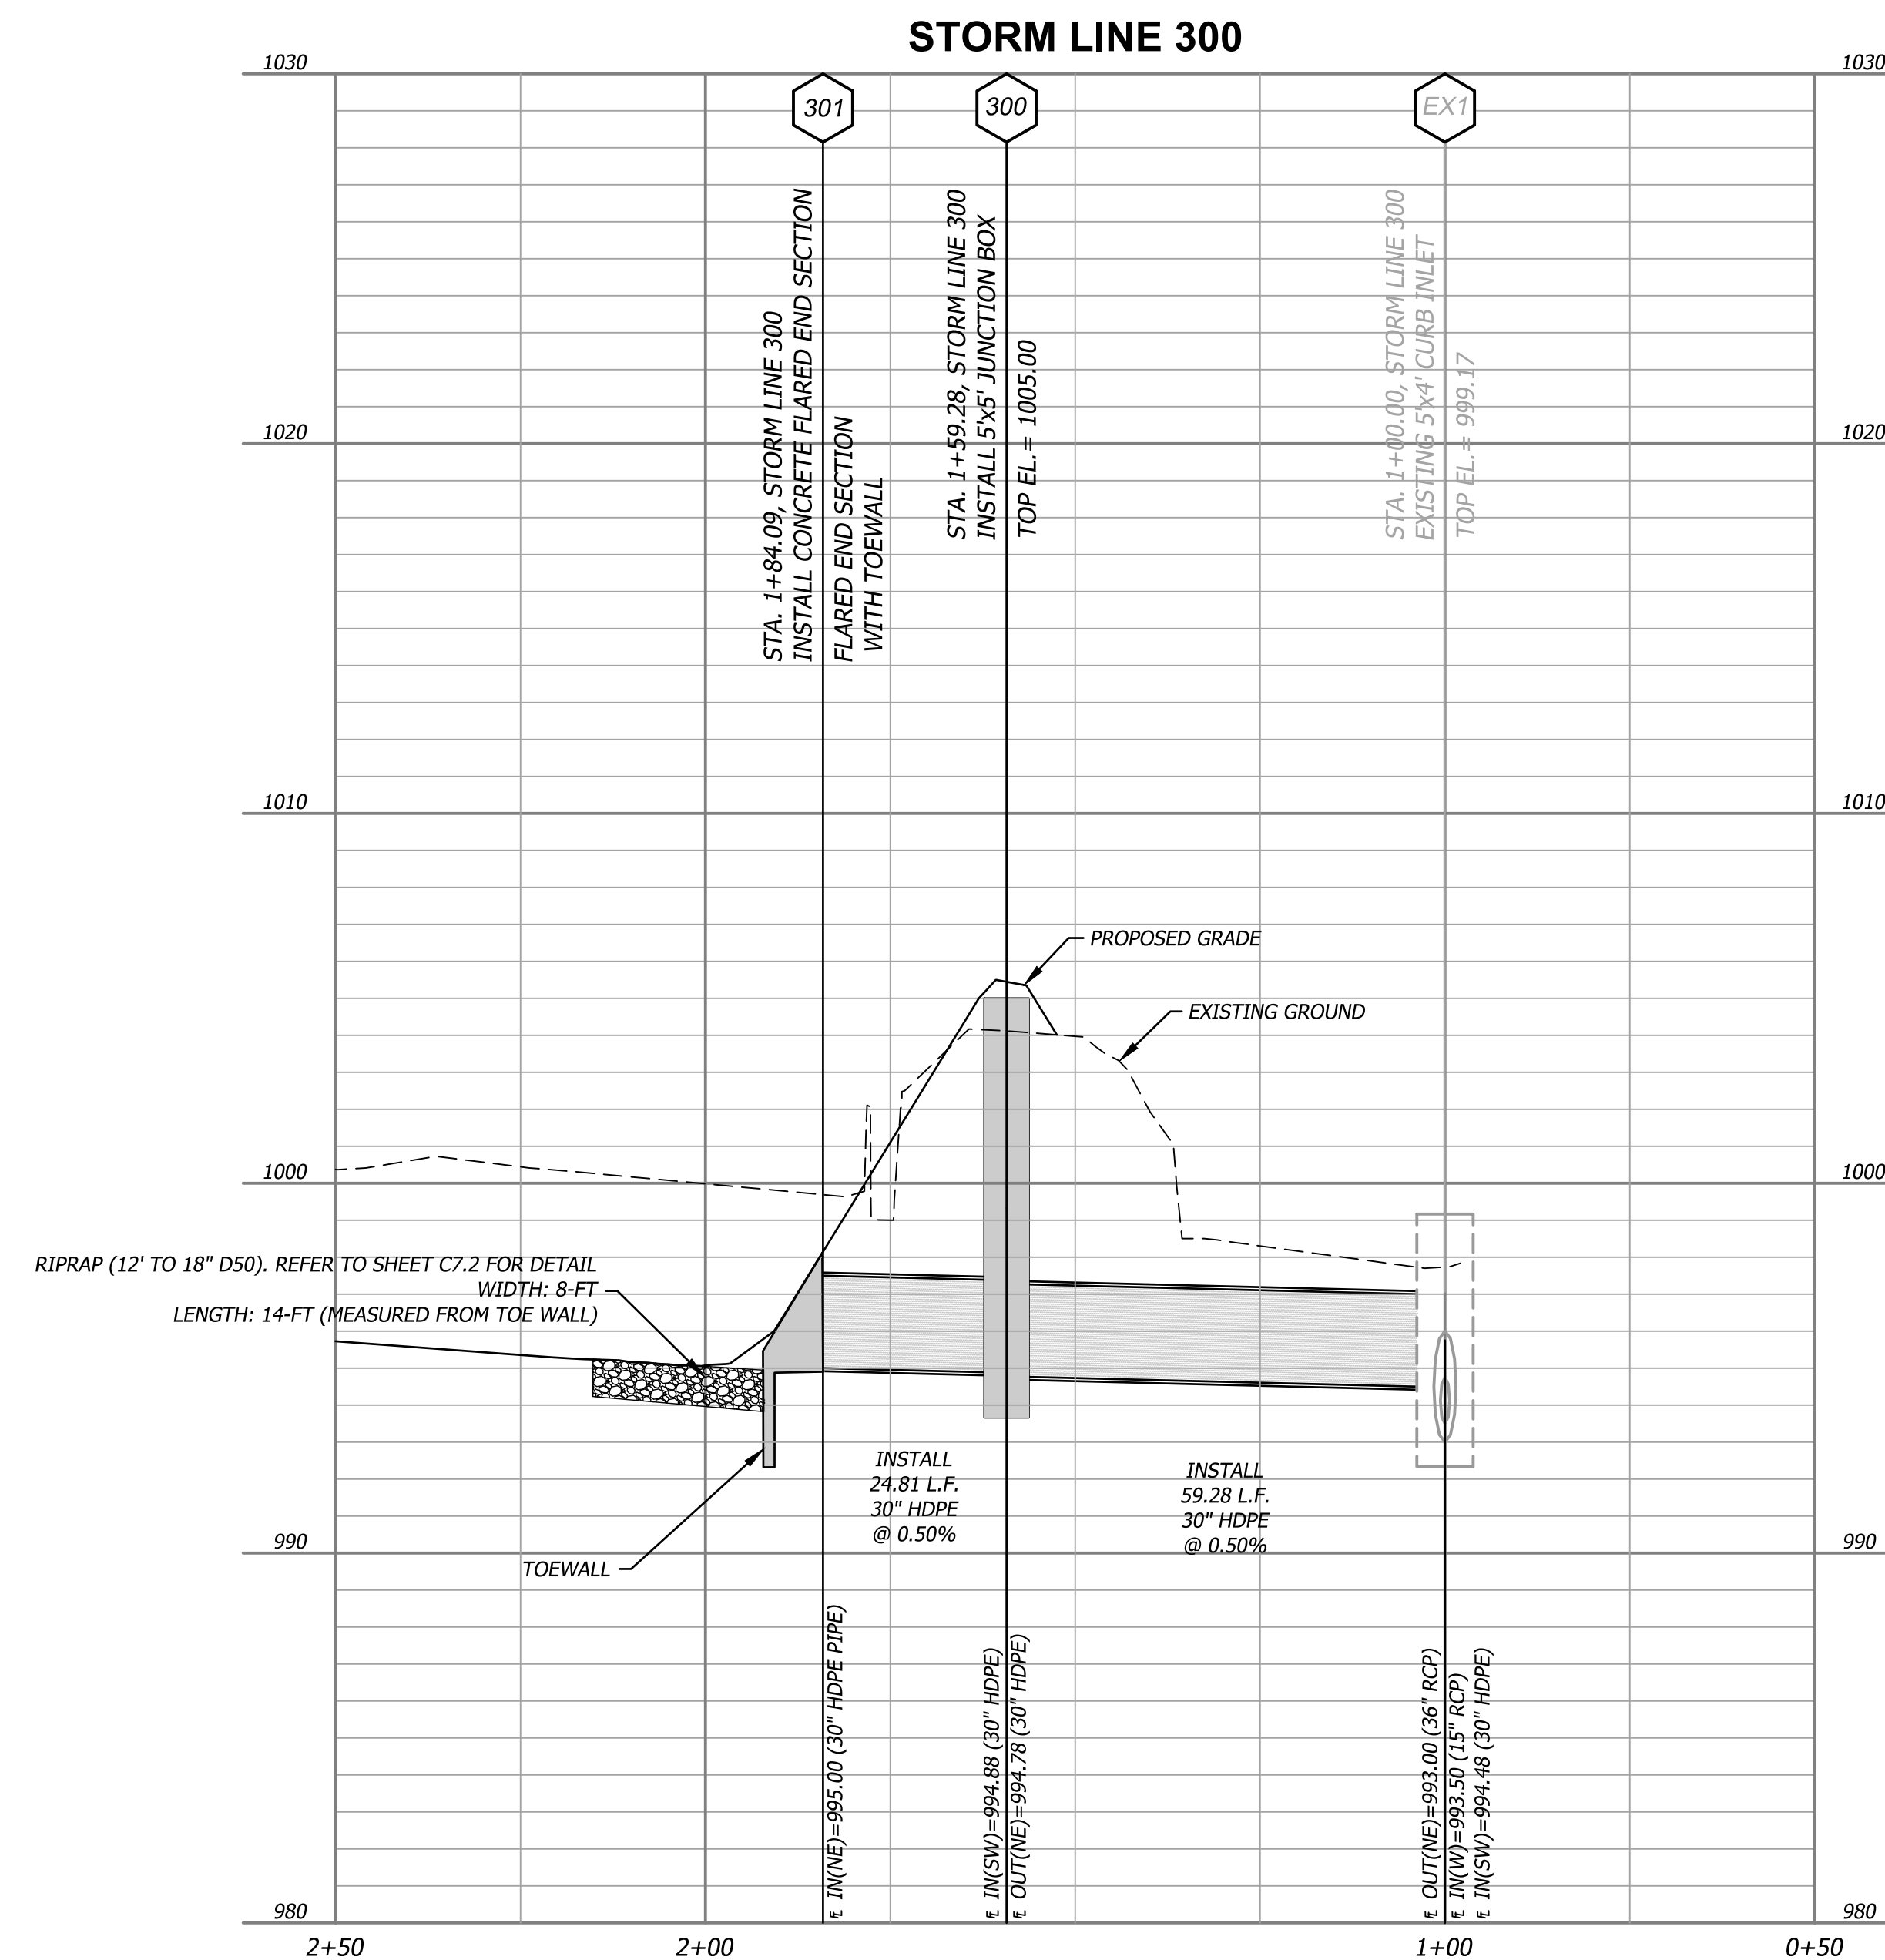 STORM LINE 300
1030
1030
301
300
EX1
STA. 1+84.09, STORM LINE 300
INSTALL CONCRETE FLARED END SECTION
FLARED END SECTION
WITH TOEWALL
STA. 1+59.28, STORM LINE 300
INSTALL 5'x5' JUNCTION BOX
TOP EL.= 1005.00
STA. 1+00.00, STORM LINE 300
EXISTING 5'x4' CURB INLET
TOP EL.= 999.17
1020
1020
1010
1010
PROPOSED GRADE
EXISTING GROUND
1000
1000
RIPRAP (12' TO 18" D50). REFER TO SHEET C7.2 FOR DETAIL
WIDTH: 8-FT
LENGTH: 14-FT (MEASURED FROM TOE WALL)
INSTALL
24.81 L.F.
30" HDPE
@ 0.50%
INSTALL
59.28 L.F.
30" HDPE
@ 0.50%
990
990
TOEWALL
FL IN(NE)=995.00 (30" HDPE PIPE)
FL IN(SW)=994.88 (30" HDPE)
FL OUT(NE)=994.78 (30" HDPE)
FL OUT(NE)=993.00 (36" RCP)
FL IN(W)=993.50 (15" RCP)
FL IN(SW)=994.48 (30" HDPE)
980
980
2+50
2+00
1+00
0+50